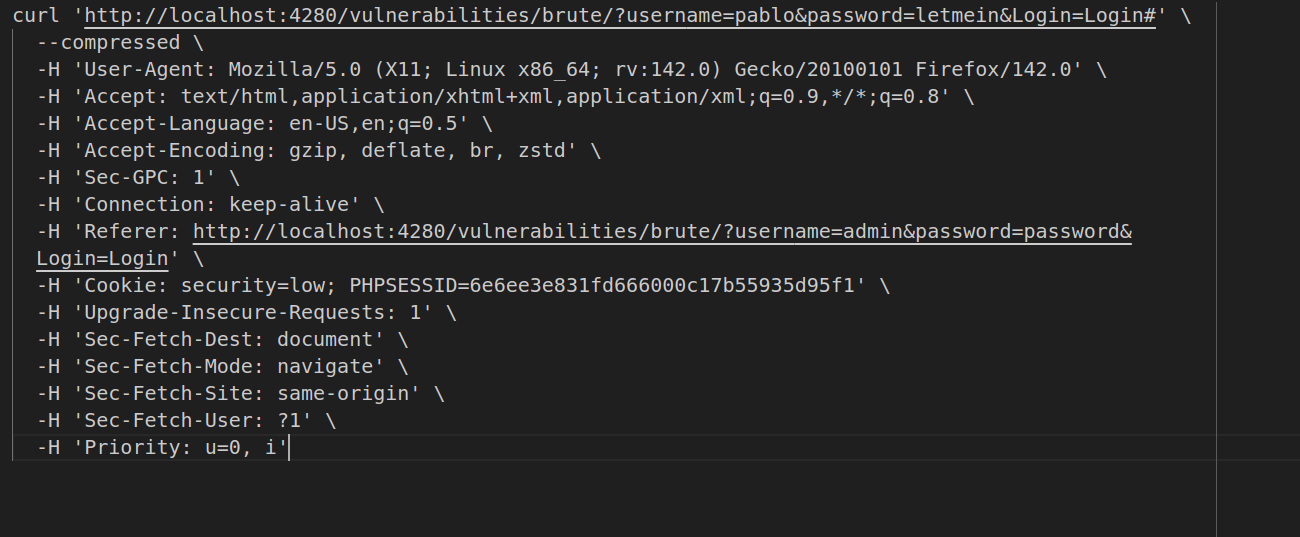 curl 'http://localhost:4280/vulnerabilities/brute/?username=pablo&password=letmein&Login=Login#' \
--compressed \
-H 'User-Agent: Mozilla/5.0 (X11; Linux x86_64; rv:142.0) Gecko/20100101 Firefox/142.0' \
-H 'Accept: text/html,application/xhtml+xml,application/xml;q=0.9,*/*;q=0.8' \
-H 'Accept-Language: en-US,en;q=0.5' \
-H 'Accept-Encoding: gzip, deflate, br, zstd' \
-H 'Sec-GPC: 1' \
-H 'Connection: keep-alive' \
-H 'Referer: http://localhost:4280/vulnerabilities/brute/?username=admin&password=password&
Login=Login' \
-H 'Cookie: security=low; PHPSESSID=6e6ee3e831fd666000c17b55935d95f1' \
-H 'Upgrade-Insecure-Requests: 1' \
-H 'Sec-Fetch-Dest: document' \
-H 'Sec-Fetch-Mode: navigate' \
-H 'Sec-Fetch-Site: same-origin' \
-H 'Sec-Fetch-User: ?1' \
-H 'Priority: u=0, i'